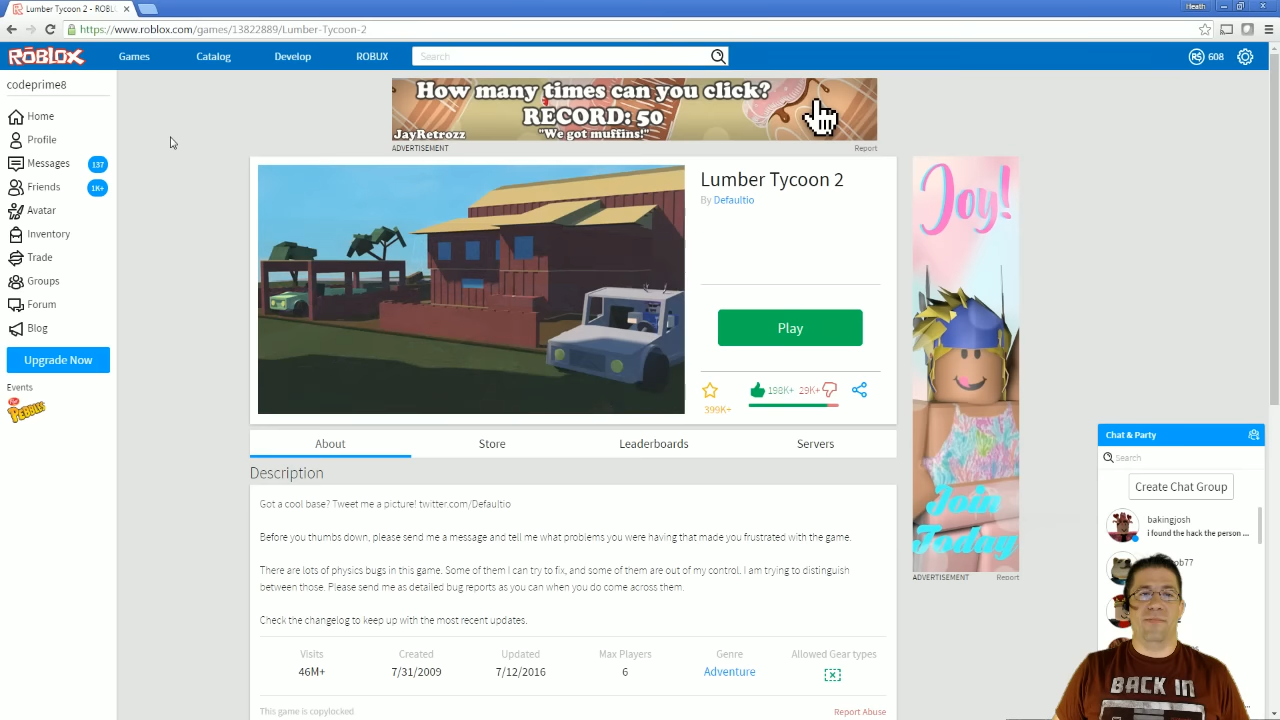 Lumber Tycoon 2 - ROBL
Heath
https://www.roblox.com/games/13822889/Lumber-Tycoon-2
ROBLOX
Games
Catalog
Develop
ROBUX
Search
R$ 608
codeprime8
Home
Profile
Messages
137
Friends
1K+
Avatar
Inventory
Trade
Groups
Forum
Blog
Upgrade Now
Events
PEBBLES
How many times can you click?
RECORD: 50
"We got muffins!"
JayRetrozz
ADVERTISEMENT
Report
Lumber Tycoon 2
By Defaultio
Play
399K+
198K+
29K+
About
Store
Leaderboards
Servers
Description
Got a cool base? Tweet me a picture! twitter.com/Defaultio
Before you thumbs down, please send me a message and tell me what problems you were having that made you frustrated with the game.
There are lots of physics bugs in this game. Some of them I can try to fix, and some of them are out of my control. I am trying to distinguish
between those. Please send me as detailed bug reports as you can when you do come across them.
Check the changelog to keep up with the most recent updates.
Visits
Created
Updated
Max Players
Genre
Allowed Gear types
46M+
7/31/2009
7/12/2016
6
Adventure
This game is copylocked
Report Abuse
Joy!
Join
Today
ADVERTISEMENT
Report
Chat & Party
Search
Create Chat Group
bakingjosh
i found the hack the person ...
BACK IN